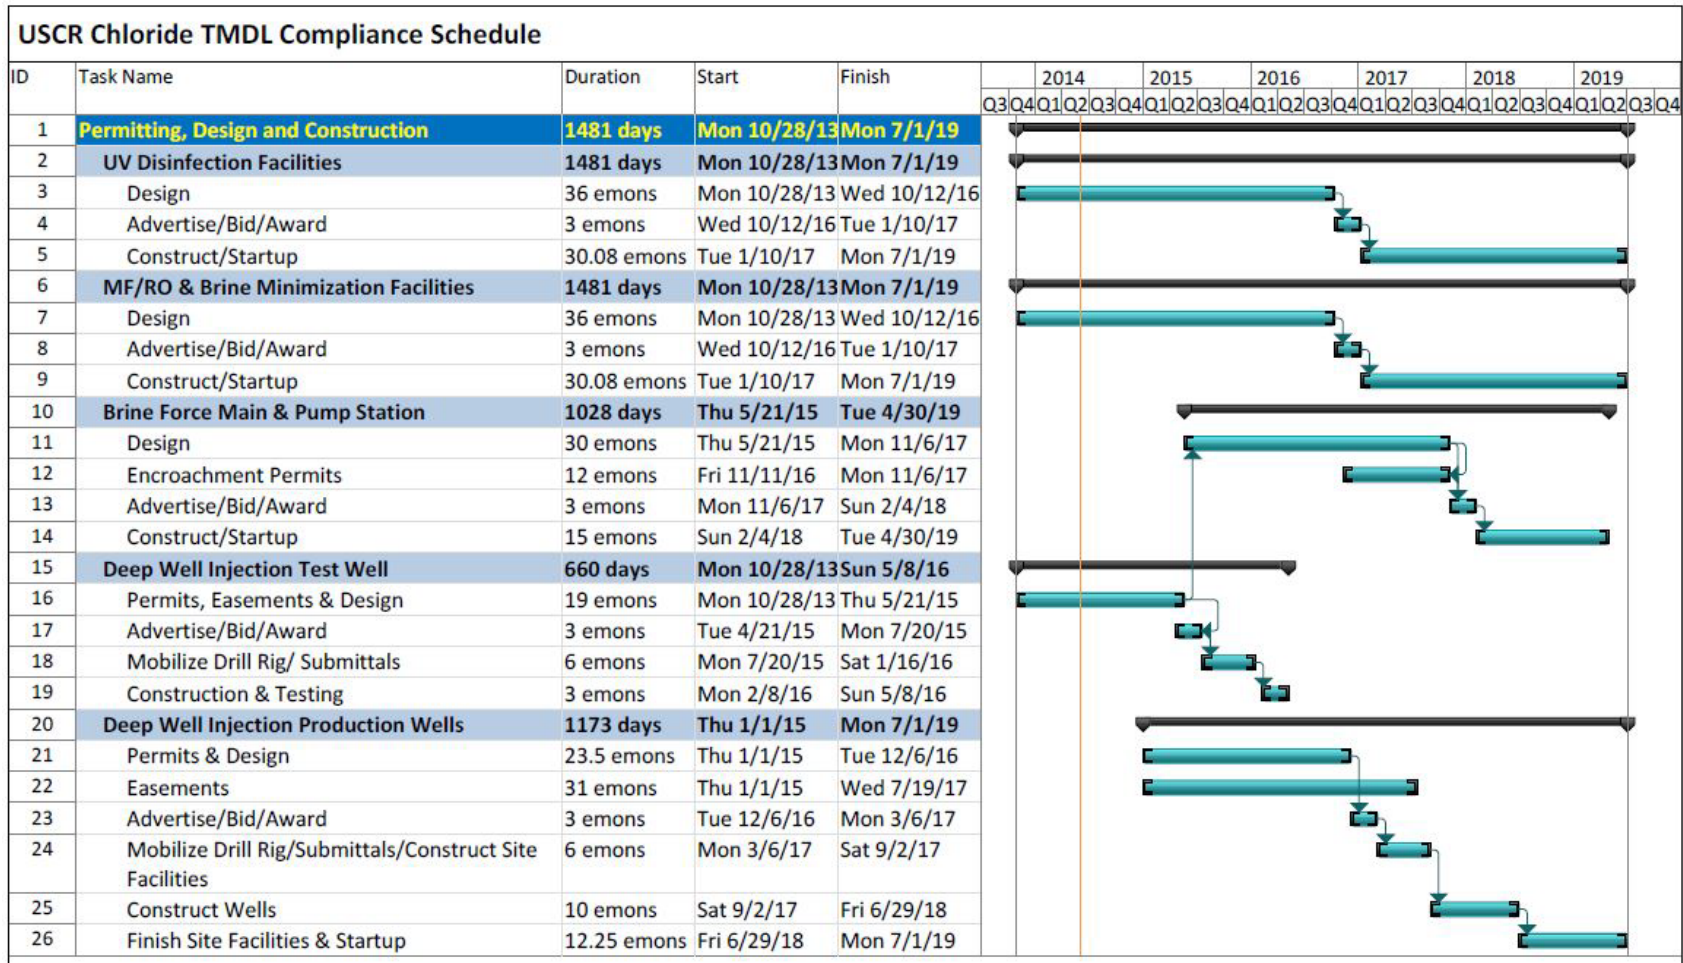 USCR Chloride TMDL Compliance Schedule
ID Task Name Duration Start Finish 2014 2015 2016 2017 2018 2019
Q3 Q4 Q1 Q2 Q3 Q4 Q1 Q2 Q3 Q4 Q1 Q2 Q3 Q4 Q1 Q2 Q3 Q4 Q1 Q2 Q3 Q4 Q1 Q2 Q3 Q4
1 Permitting, Design and Construction 1481 days Mon 10/28/13 Mon 7/1/19
2 UV Disinfection Facilities 1481 days Mon 10/28/13 Mon 7/1/19
3 Design 36 emons Mon 10/28/13 Wed 10/12/16
4 Advertise/Bid/Award 3 emons Wed 10/12/16 Tue 1/10/17
5 Construct/Startup 30.08 emons Tue 1/10/17 Mon 7/1/19
6 MF/RO & Brine Minimization Facilities 1481 days Mon 10/28/13 Mon 7/1/19
7 Design 36 emons Mon 10/28/13 Wed 10/12/16
8 Advertise/Bid/Award 3 emons Wed 10/12/16 Tue 1/10/17
9 Construct/Startup 30.08 emons Tue 1/10/17 Mon 7/1/19
10 Brine Force Main & Pump Station 1028 days Thu 5/21/15 Tue 4/30/19
11 Design 30 emons Thu 5/21/15 Mon 11/6/17
12 Encroachment Permits 12 emons Fri 11/11/16 Mon 11/6/17
13 Advertise/Bid/Award 3 emons Mon 11/6/17 Sun 2/4/18
14 Construct/Startup 15 emons Sun 2/4/18 Tue 4/30/19
15 Deep Well Injection Test Well 660 days Mon 10/28/13 Sun 5/8/16
16 Permits, Easements & Design 19 emons Mon 10/28/13 Thu 5/21/15
17 Advertise/Bid/Award 3 emons Tue 4/21/15 Mon 7/20/15
18 Mobilize Drill Rig/ Submittals 6 emons Mon 7/20/15 Sat 1/16/16
19 Construction & Testing 3 emons Mon 2/8/16 Sun 5/8/16
20 Deep Well Injection Production Wells 1173 days Thu 1/1/15 Mon 7/1/19
21 Permits & Design 23.5 emons Thu 1/1/15 Tue 12/6/16
22 Easements 31 emons Thu 1/1/15 Wed 7/19/17
23 Advertise/Bid/Award 3 emons Tue 12/6/16 Mon 3/6/17
24 Mobilize Drill Rig/Submittals/Construct Site 6 emons Mon 3/6/17 Sat 9/2/17
Facilities
25 Construct Wells 10 emons Sat 9/2/17 Fri 6/29/18
26 Finish Site Facilities & Startup 12.25 emons Fri 6/29/18 Mon 7/1/19